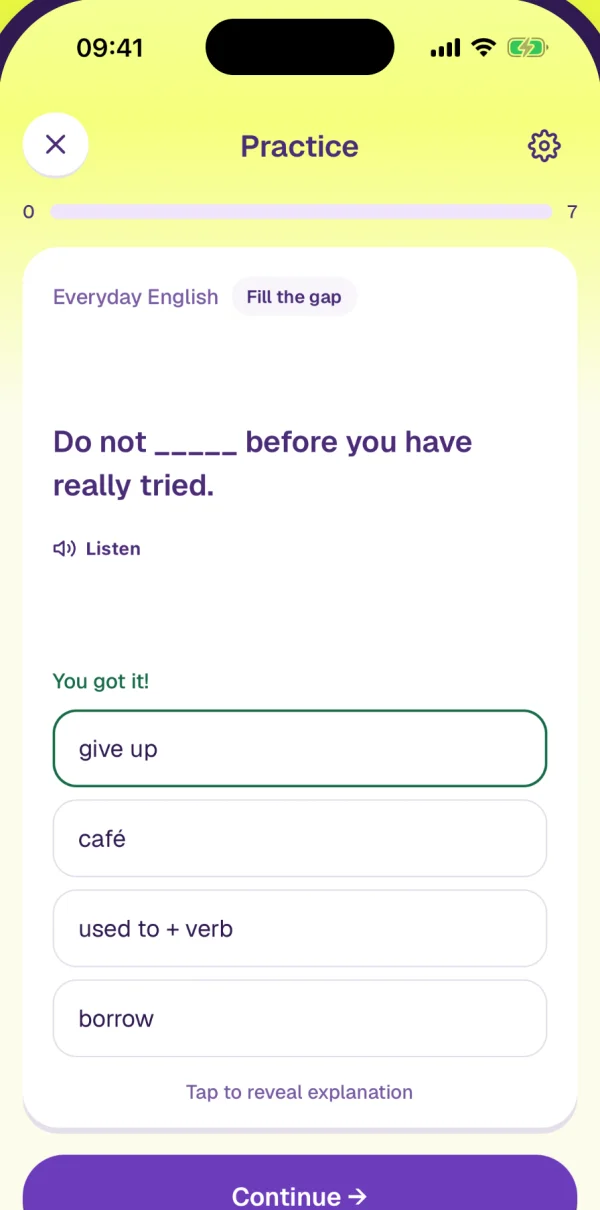 09:41
Practice
0 7
Everyday English Fill the gap
Do not _____ before you have
really tried.
Listen
You got it!
give up
café
used to + verb
borrow
Tap to reveal explanation
Continue →